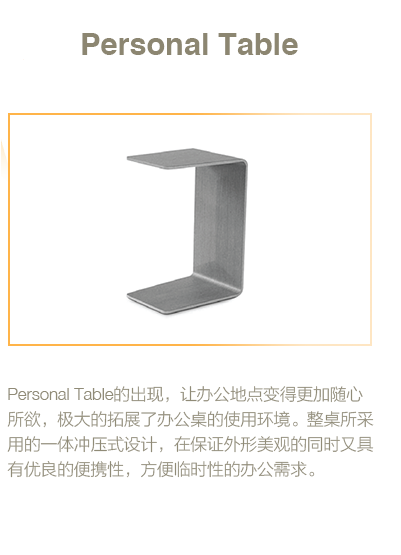 Personal Table
Personal Table的出现，让办公地点变得更加随心
所欲，极大的拓展了办公桌的使用环境。整桌所采
用的一体冲压式设计，在保证外形美观的同时又具
有优良的便携性，方便临时性的办公需求。